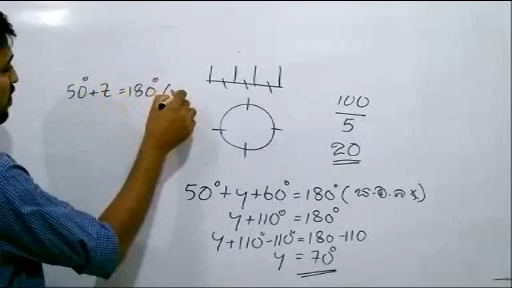 50° + z = 180° (
100
5
20
50° + y + 60° = 180° (
y + 110° = 180°
y + 110° - 110° = 180 - 110
y = 70°